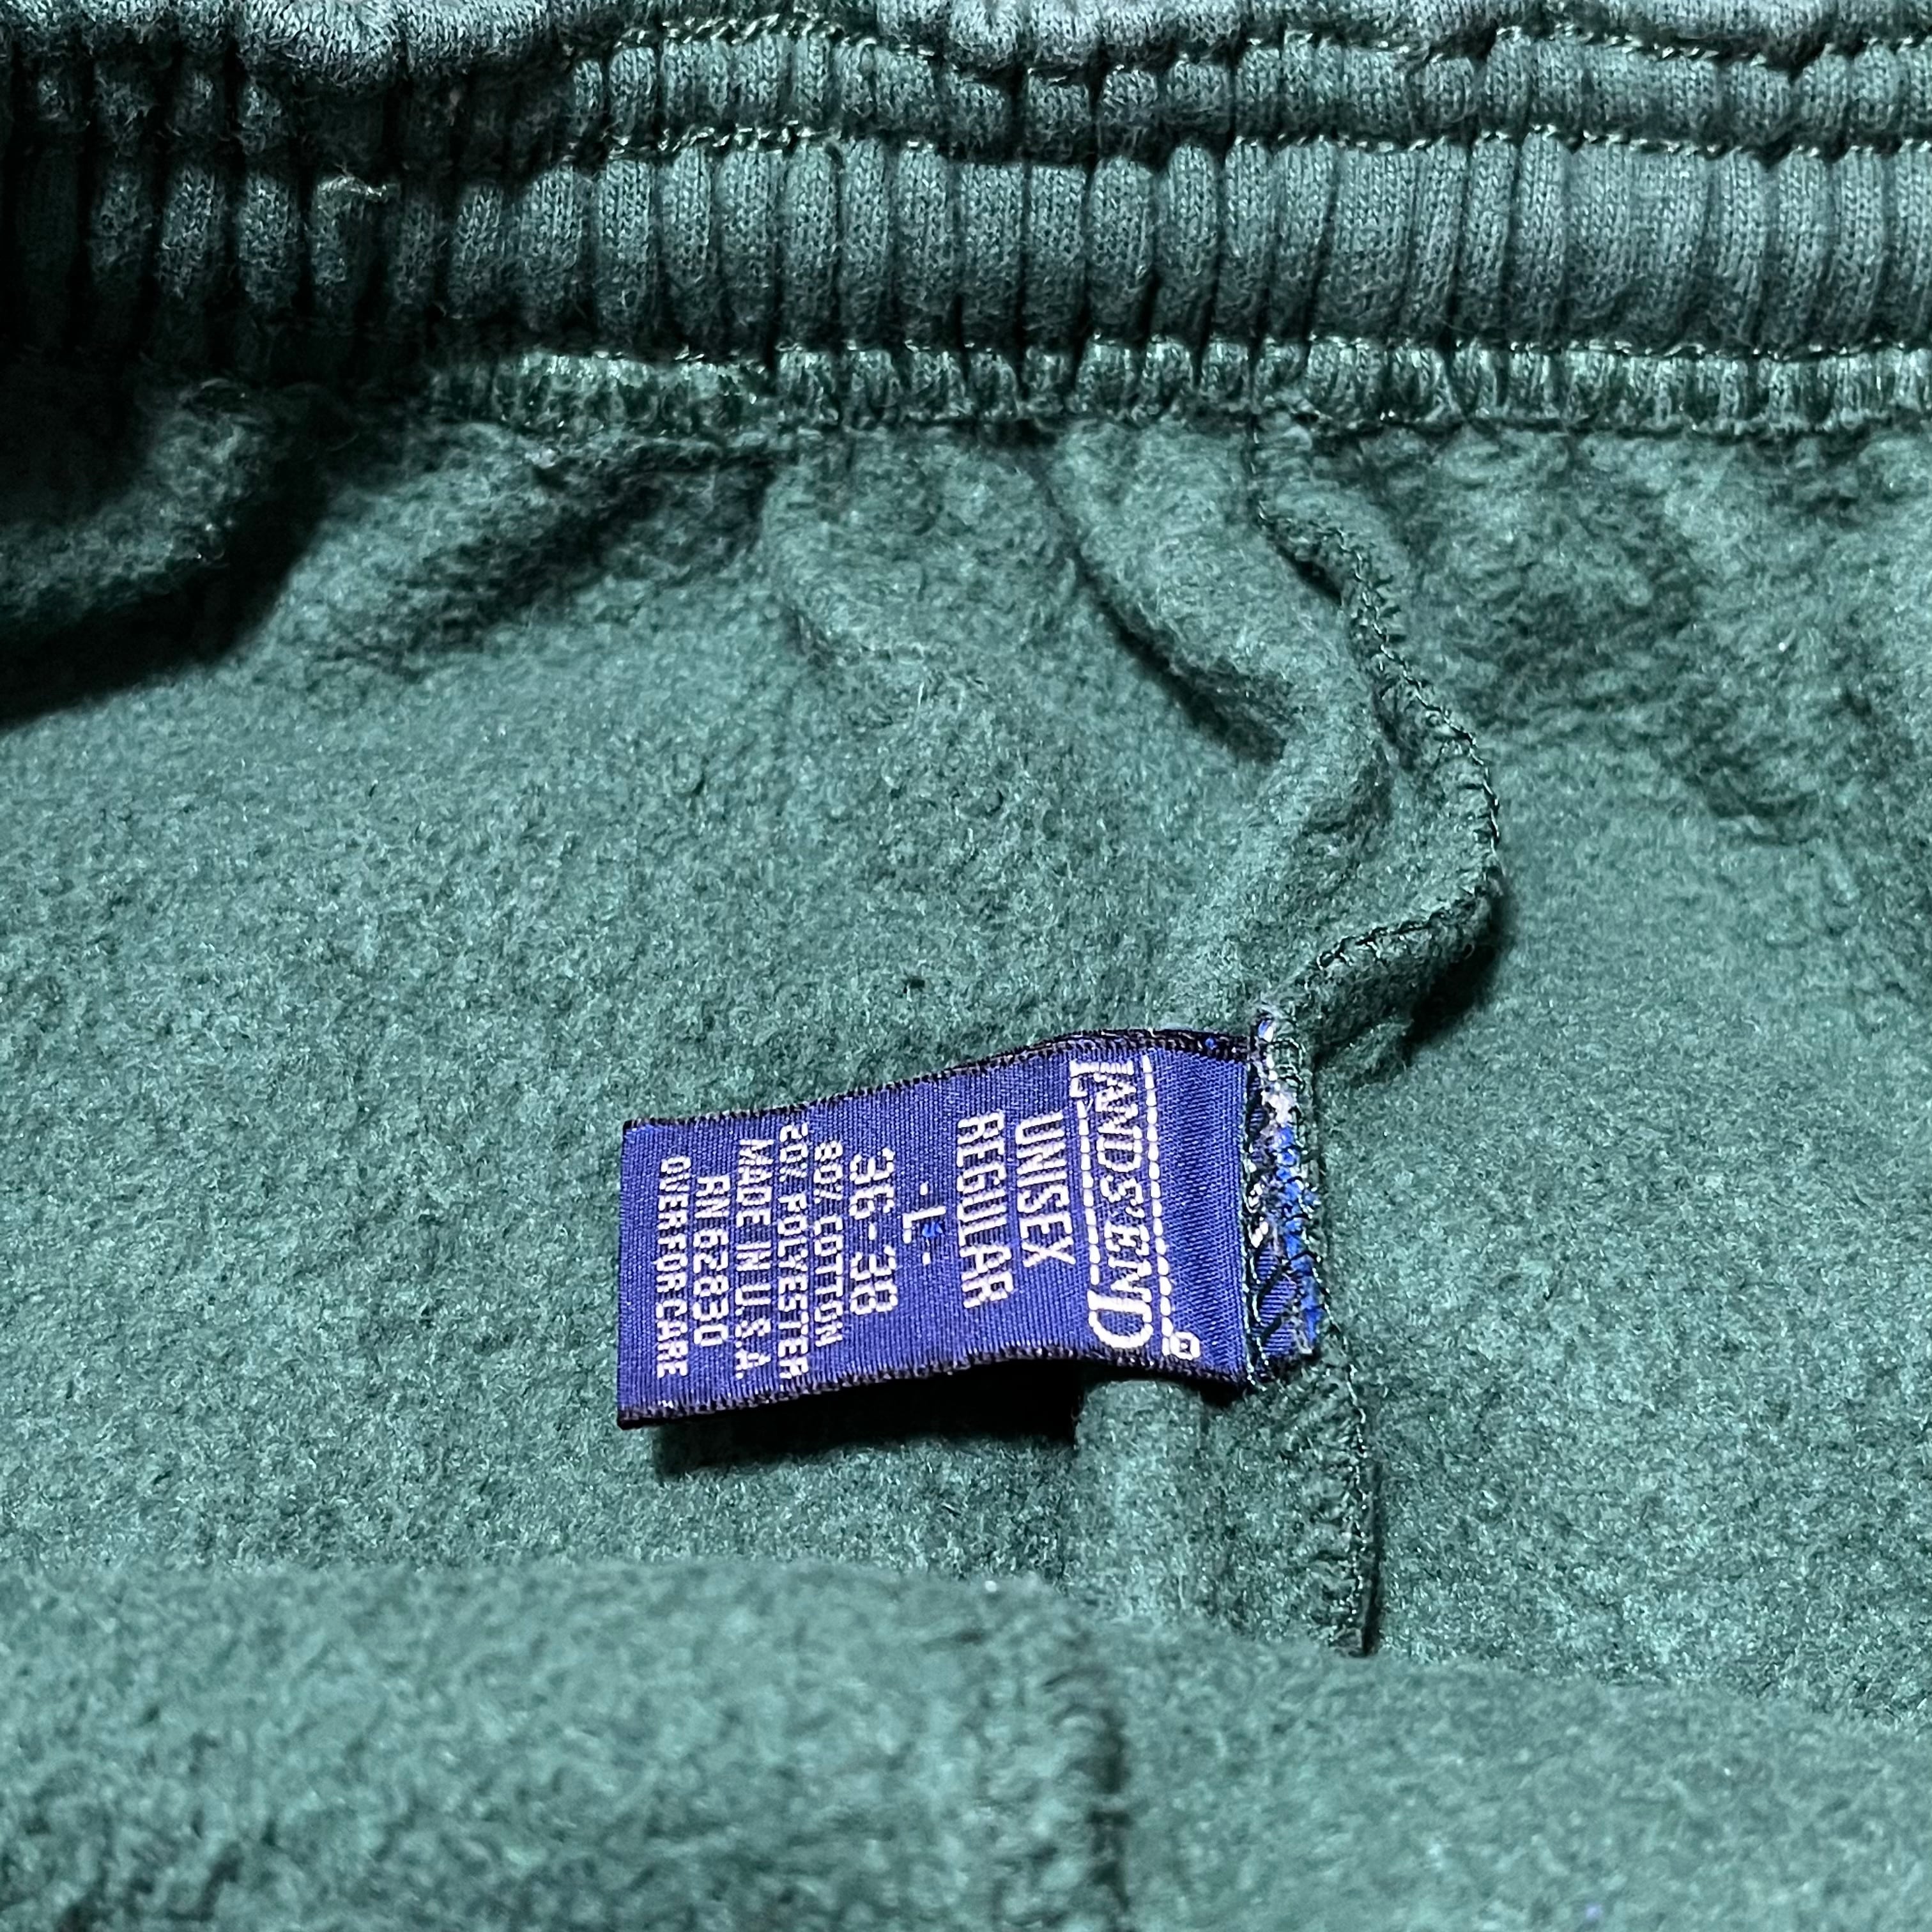 LANDS' END
UNISEX
REGULAR
-L-
36-38
80% COTTON
20% POLYESTER
MADE IN U.S.A.
RN 62830
OVER FOR CARE